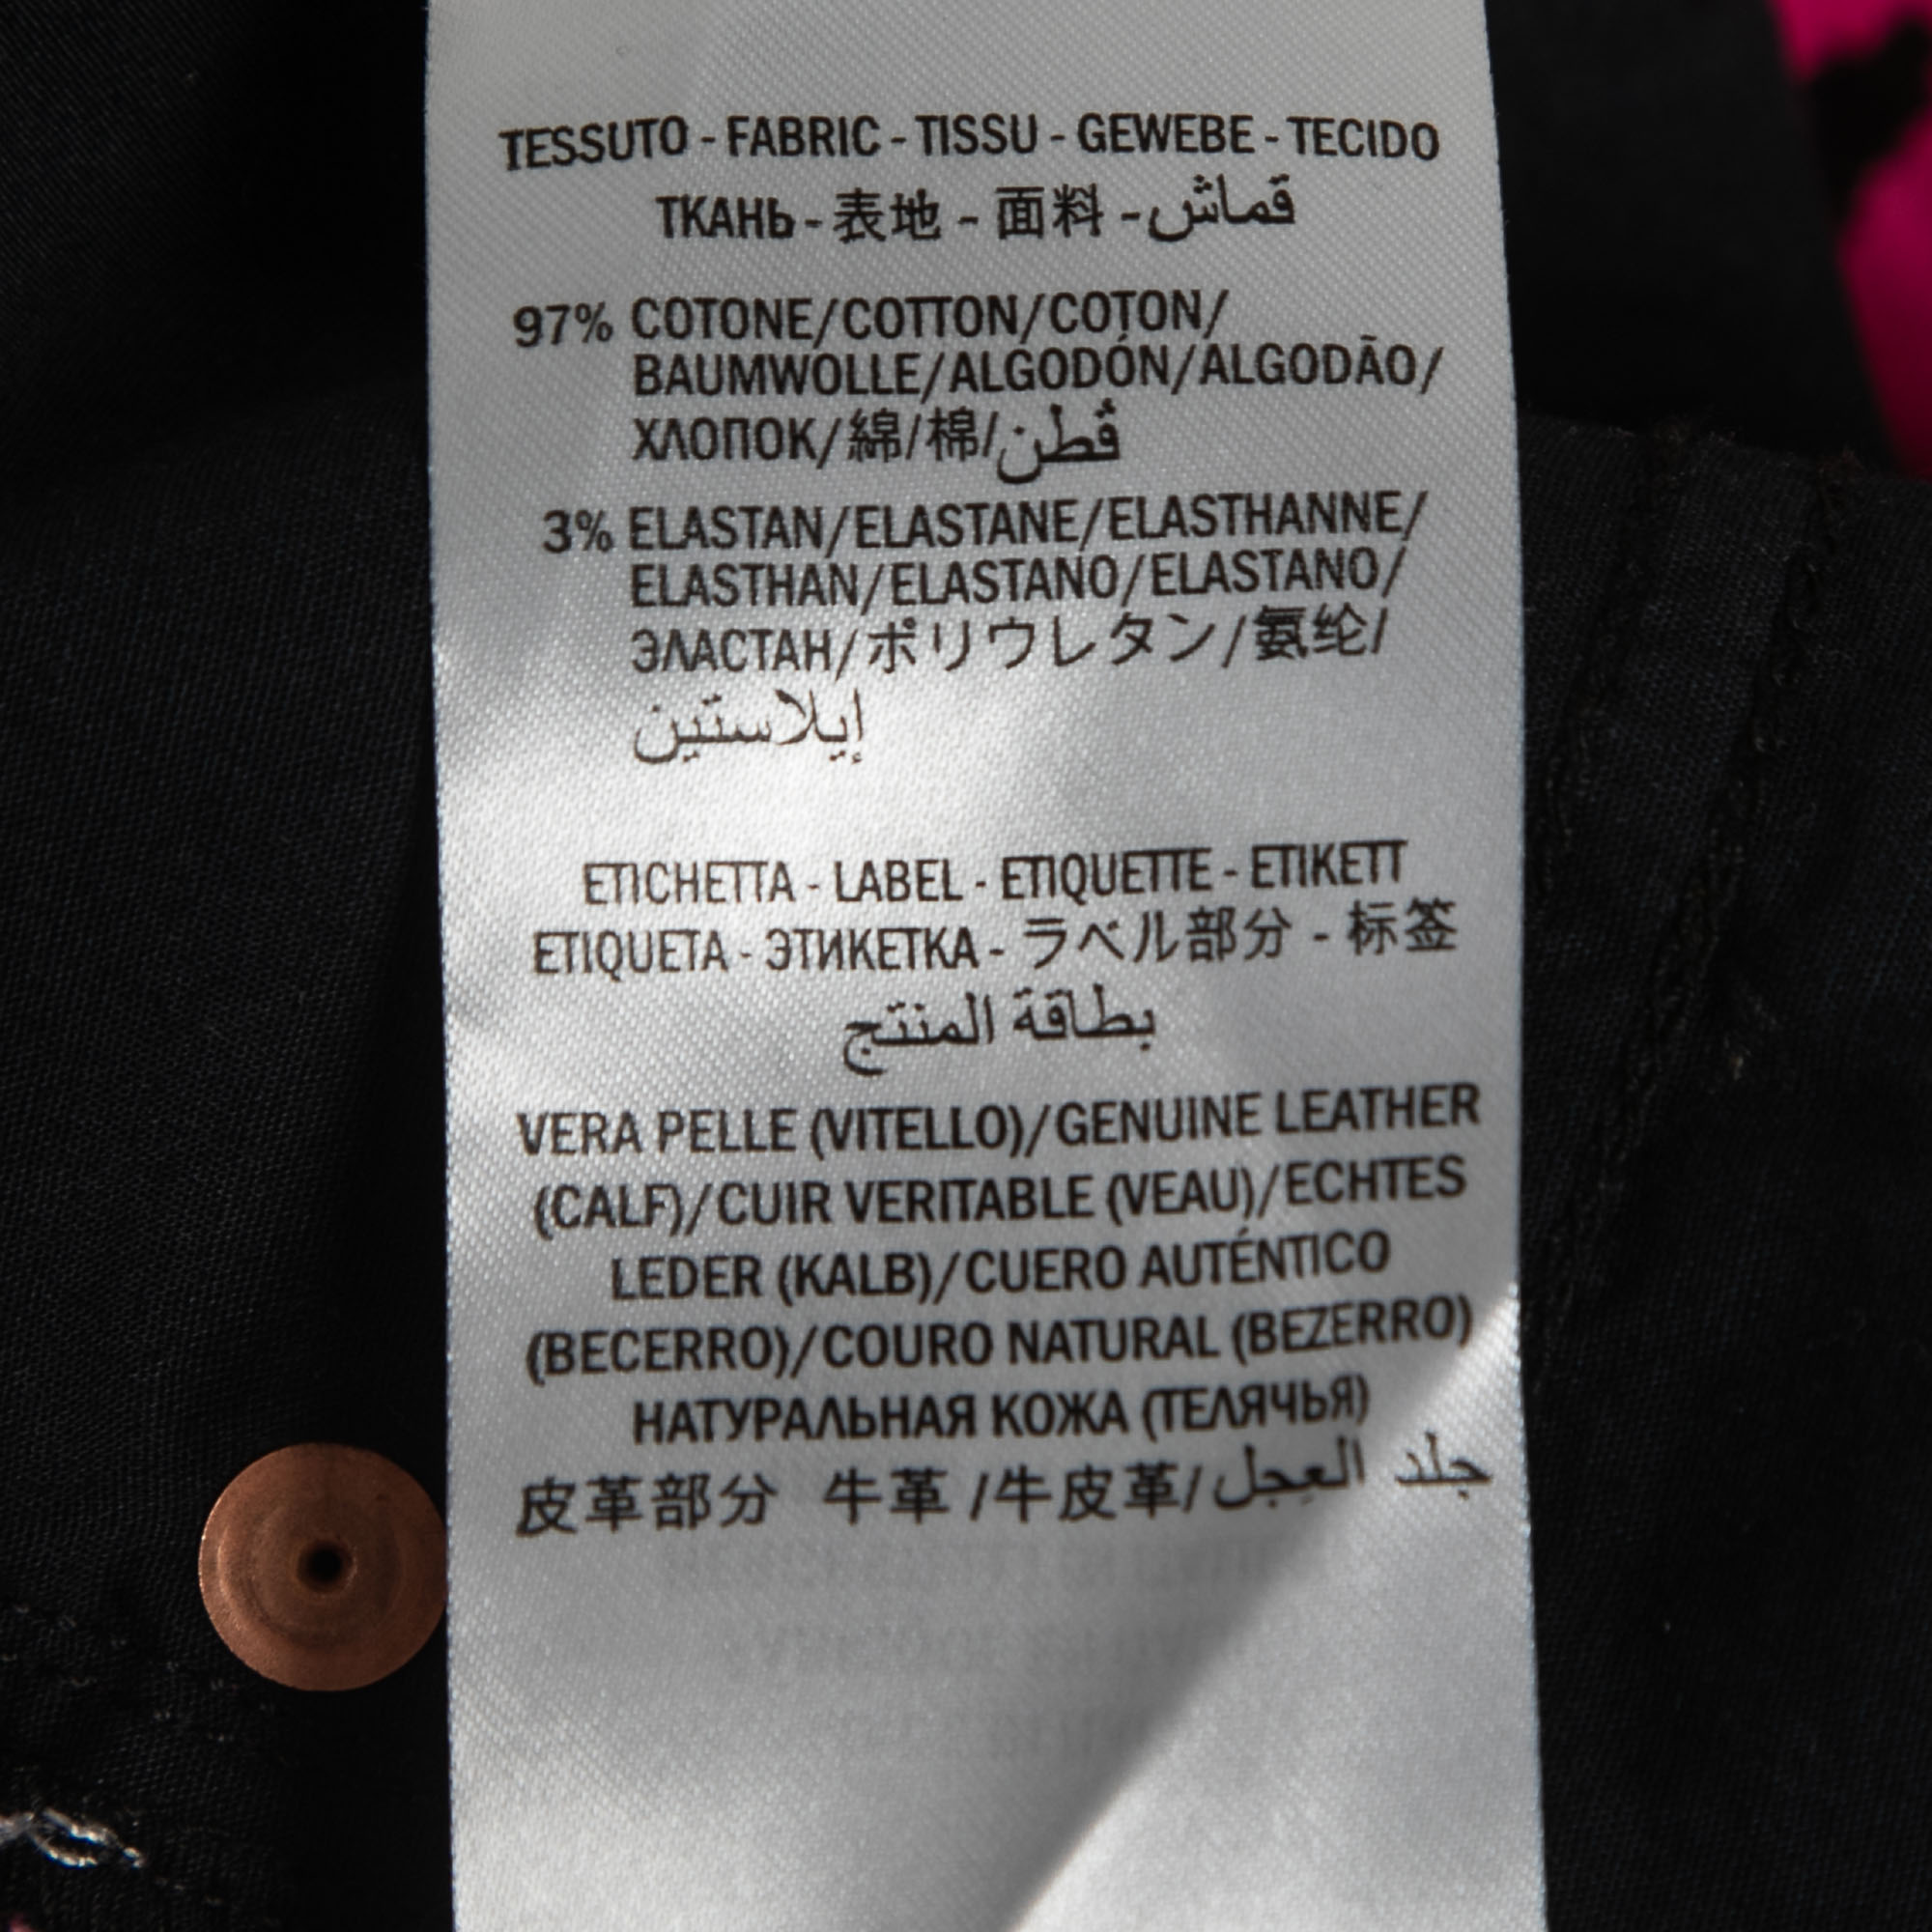 TESSUTO - FABRIC - TISSU - GEWEBE - TECIDO
ТКАНЬ - 表地 - 面料 - قماش
97% COTONE/COTTON/COTON/
BAUMWOLLE/ALGODÓN/ALGODÃO/
ХЛОПОК/綿/棉/قُطن
3% ELASTAN/ELASTANE/ELASTHANNE/
ELASTHAN/ELASTANO/ELASTANO/
ЭЛАСТАН/ポリウレタン/氨纶/
إيلاستين
ETICHETTA - LABEL - ETIQUETTE - ETIKETT
ETIQUETA - ЭТИКЕТКА - ラベル部分 - 标签
بطاقة المنتج
VERA PELLE (VITELLO)/GENUINE LEATHER
(CALF)/CUIR VERITABLE (VEAU)/ECHTES
LEDER (KALB)/CUERO AUTÉNTICO
(BECERRO)/COURO NATURAL (BEZERRO)
НАТУРАЛЬНАЯ КОЖА (ТЕЛЯЧЬЯ)
皮革部分 牛革 /牛皮革/جلد العِجل